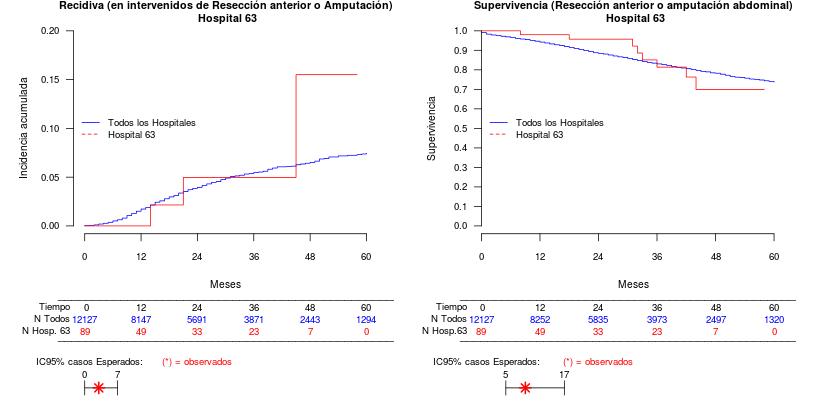 Recidiva (en intervenidos de Resección anterior o Amputación)
Hospital 63
0.20
0.15
0.10
0.05
0.00
Incidencia acumulada
Todos los Hospitales
Hospital 63
0 12 24 36 48 60
Meses
Tiempo 0 12 24 36 48 60
N Todos 12127 8147 5691 3871 2443 1294
N Hosp. 63 89 49 33 23 7 0
IC95% casos Esperados: (*) = observados
0 7
Supervivencia (Resección anterior o amputación abdominal)
Hospital 63
1.0
0.9
0.8
0.7
0.6
0.5
0.4
0.3
0.2
0.1
0.0
Supervivencia
Todos los Hospitales
Hospital 63
0 12 24 36 48 60
Meses
Tiempo 0 12 24 36 48 60
N Todos 12127 8252 5835 3973 2497 1320
N Hosp.63 89 49 33 23 7 0
IC95% casos Esperados: (*) = observados
5 17